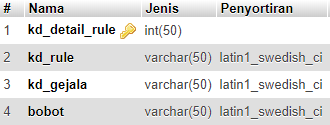 # Nama Jenis Penyortiran
1 kd_detail_rule int(50)
2 kd_rule varchar(50) latin1_swedish_ci
3 kd_gejala varchar(50) latin1_swedish_ci
4 bobot varchar(50) latin1_swedish_ci